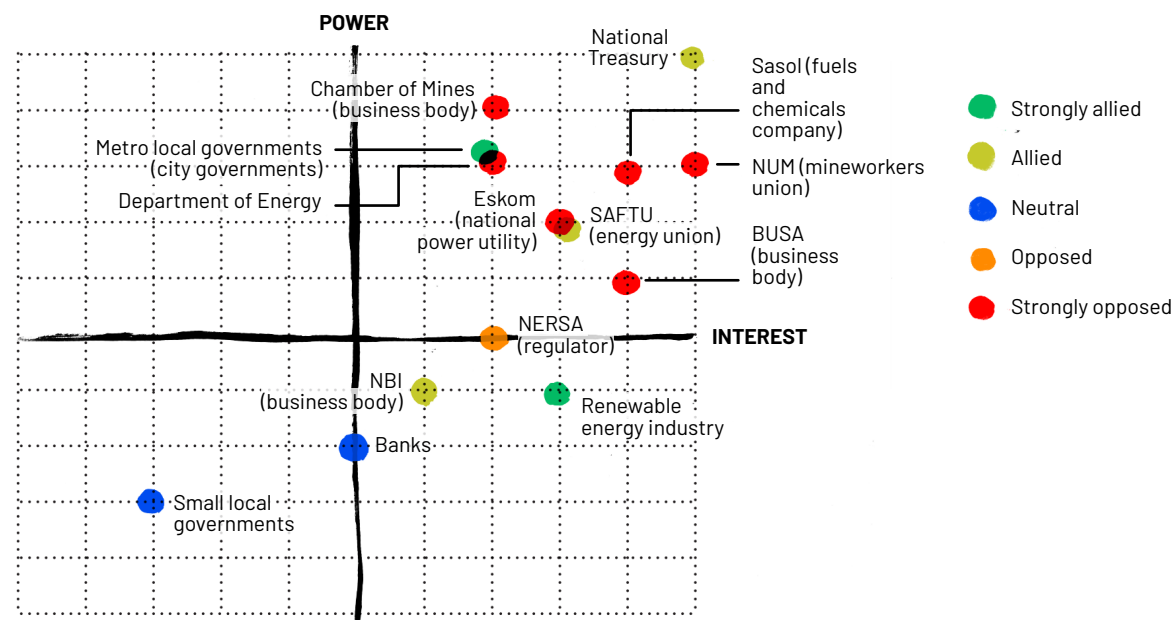 POWER
National
Treasury
Sasol (fuels
and
chemicals
company)
Chamber of Mines
(business body)
Metro local governments
(city governments)
Department of Energy
NUM (mineworkers
union)
Eskom
(national
power utility)
SAFTU
(energy union)
BUSA
(business
body)
NERSA
(regulator)
INTEREST
NBI
(business body)
Renewable
energy industry
Banks
Small local
governments
Strongly allied
Allied
Neutral
Opposed
Strongly opposed